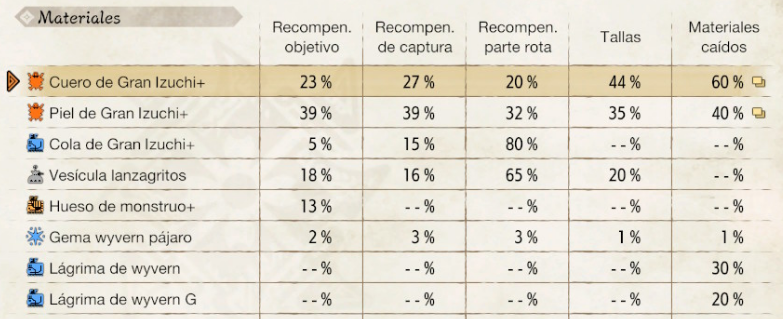 Materiales
Recompen. objetivo Recompen. de captura Recompen. parte rota Tallas Materiales caídos
Cuero de Gran Izuchi+ 23 % 27 % 20 % 44 % 60 %
Piel de Gran Izuchi+ 39 % 39 % 32 % 35 % 40 %
Cola de Gran Izuchi+ 5 % 15 % 80 % --% --%
Vesícula lanzagritos 18 % 16 % 65 % 20 % --%
Hueso de monstruo+ 13 % --% --% --% --%
Gema wyvern pájaro 2 % 3 % 3 % 1 % 1 %
Lágrima de wyvern --% --% --% --% 30 %
Lágrima de wyvern G --% --% --% --% 20 %